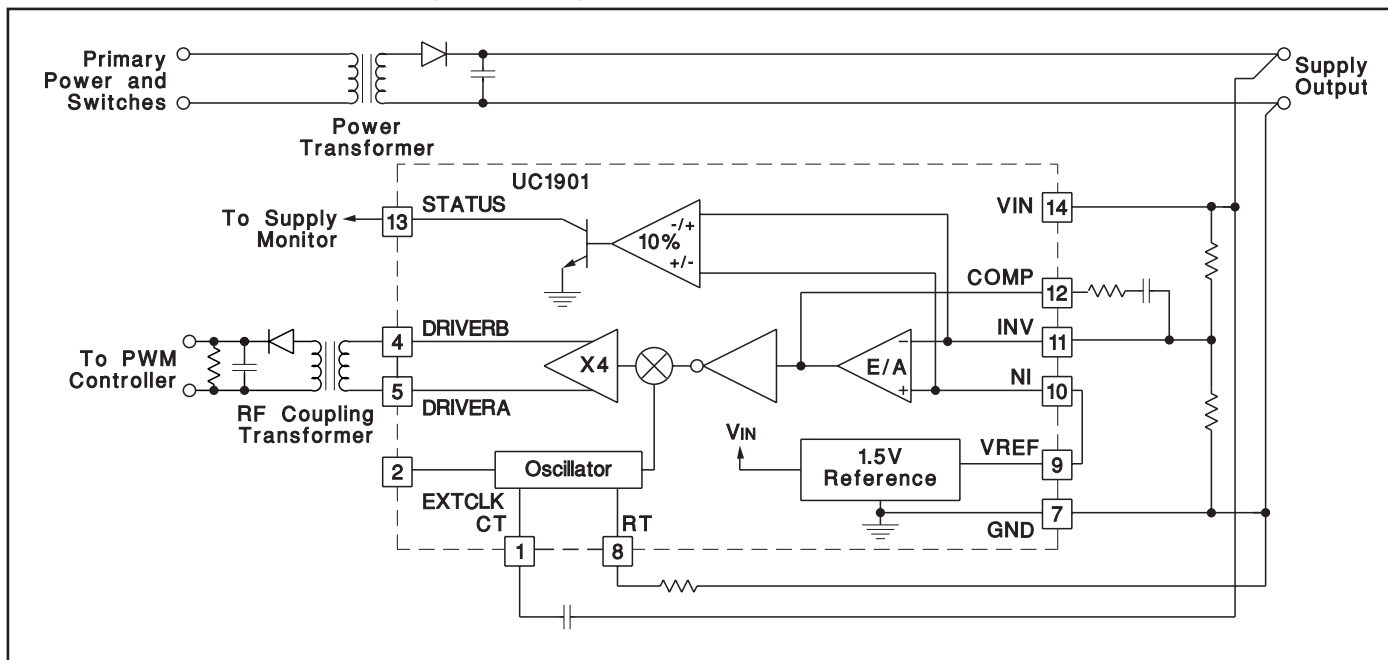 Primary
Power and
Switches
Power
Transformer
Supply
Output
UC1901
To Supply
Monitor
13
STATUS
10%
-/+
+/-
VIN
14
COMP
12
INV
11
NI
10
VREF
9
7
GND
To PWM
Controller
4
DRIVERB
5
DRIVERA
RF Coupling
Transformer
X4
E/A
−
+
VIN
1.5V
Reference
2
EXTCLK
Oscillator
CT
1
RT
8